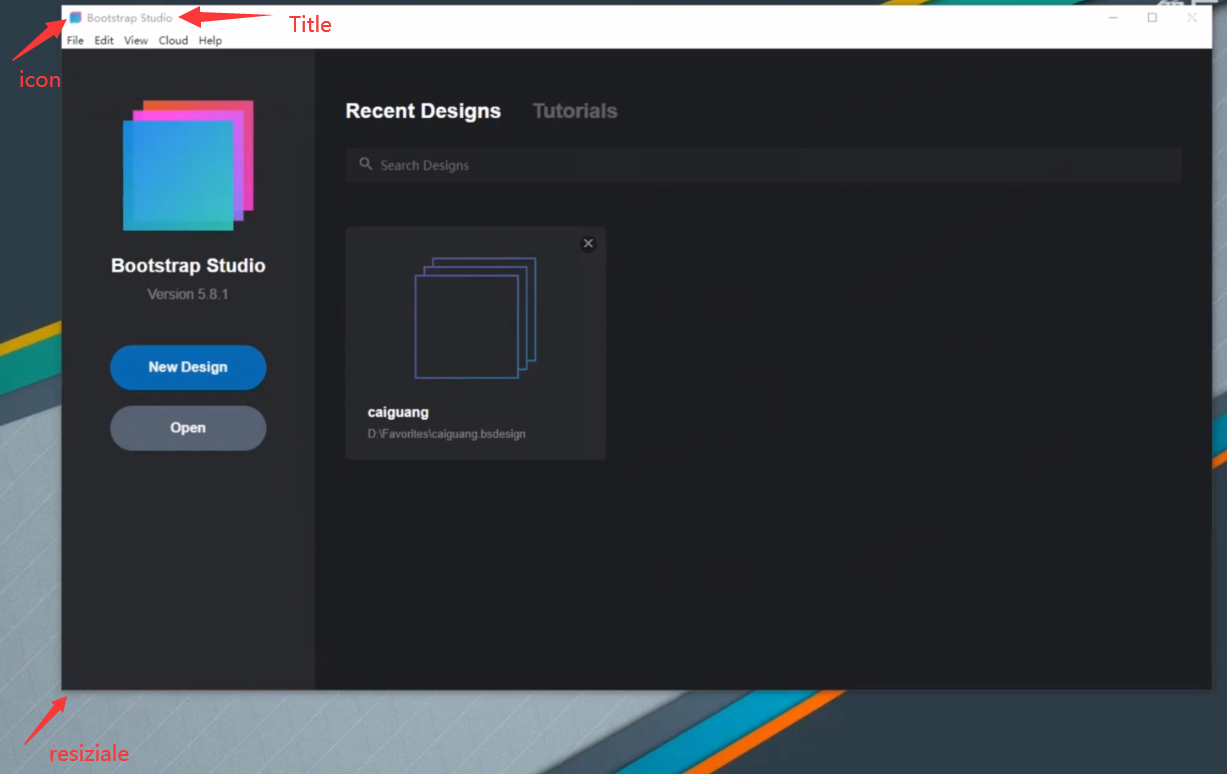 Bootstrap Studio
Title
File Edit View Cloud Help
icon
Recent Designs Tutorials
Search Designs
Bootstrap Studio
Version 5.8.1
New Design
Open
caiguang
D:\Favorites\caiguang.bsdesign
resiziale